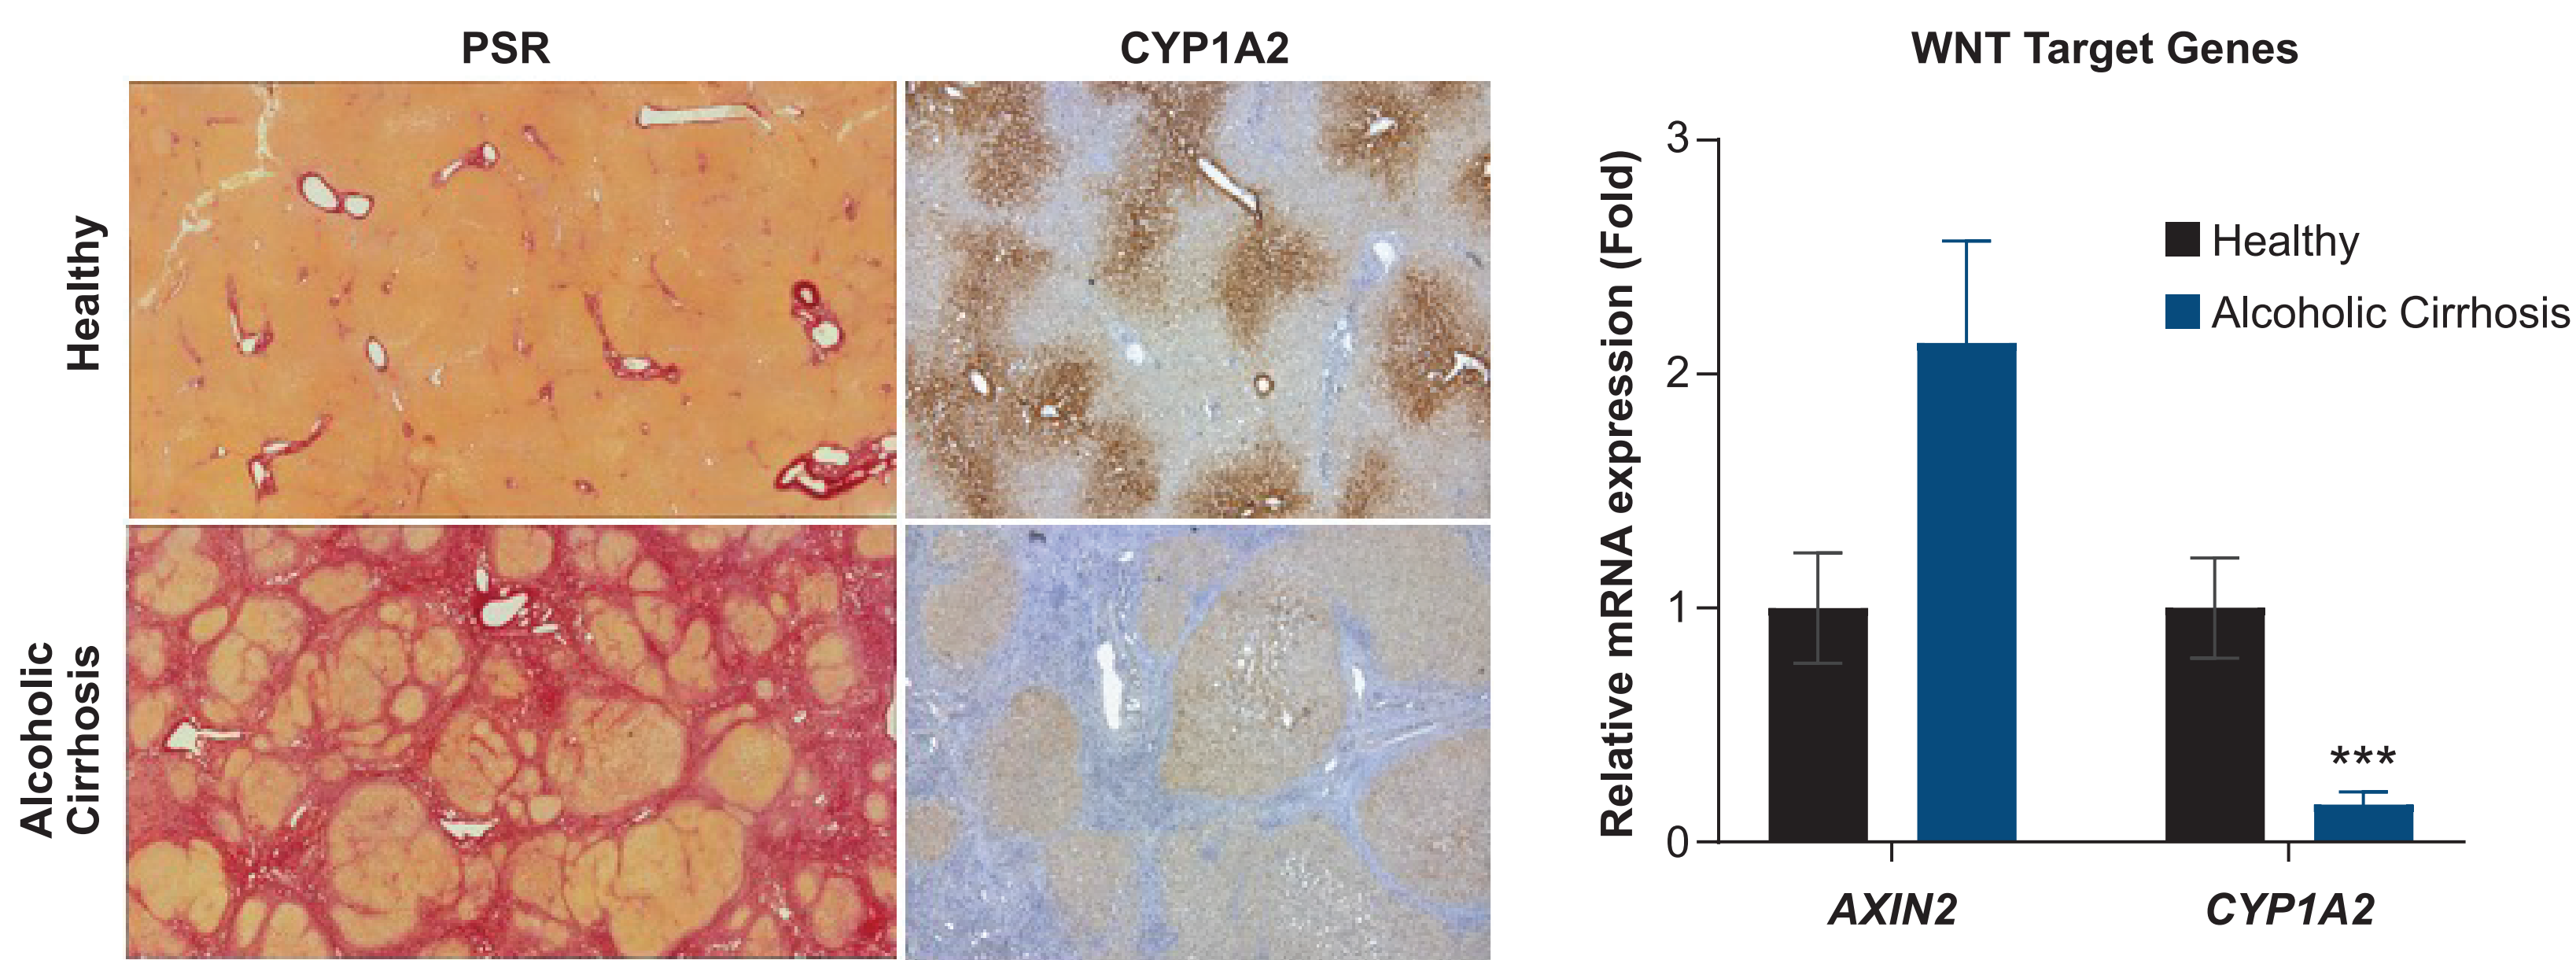 PSR
CYP1A2
Healthy
Alcoholic
Cirrhosis
WNT Target Genes
Relative mRNA expression (Fold)
3
2
1
0
Healthy
Alcoholic Cirrhosis
***
AXIN2
CYP1A2